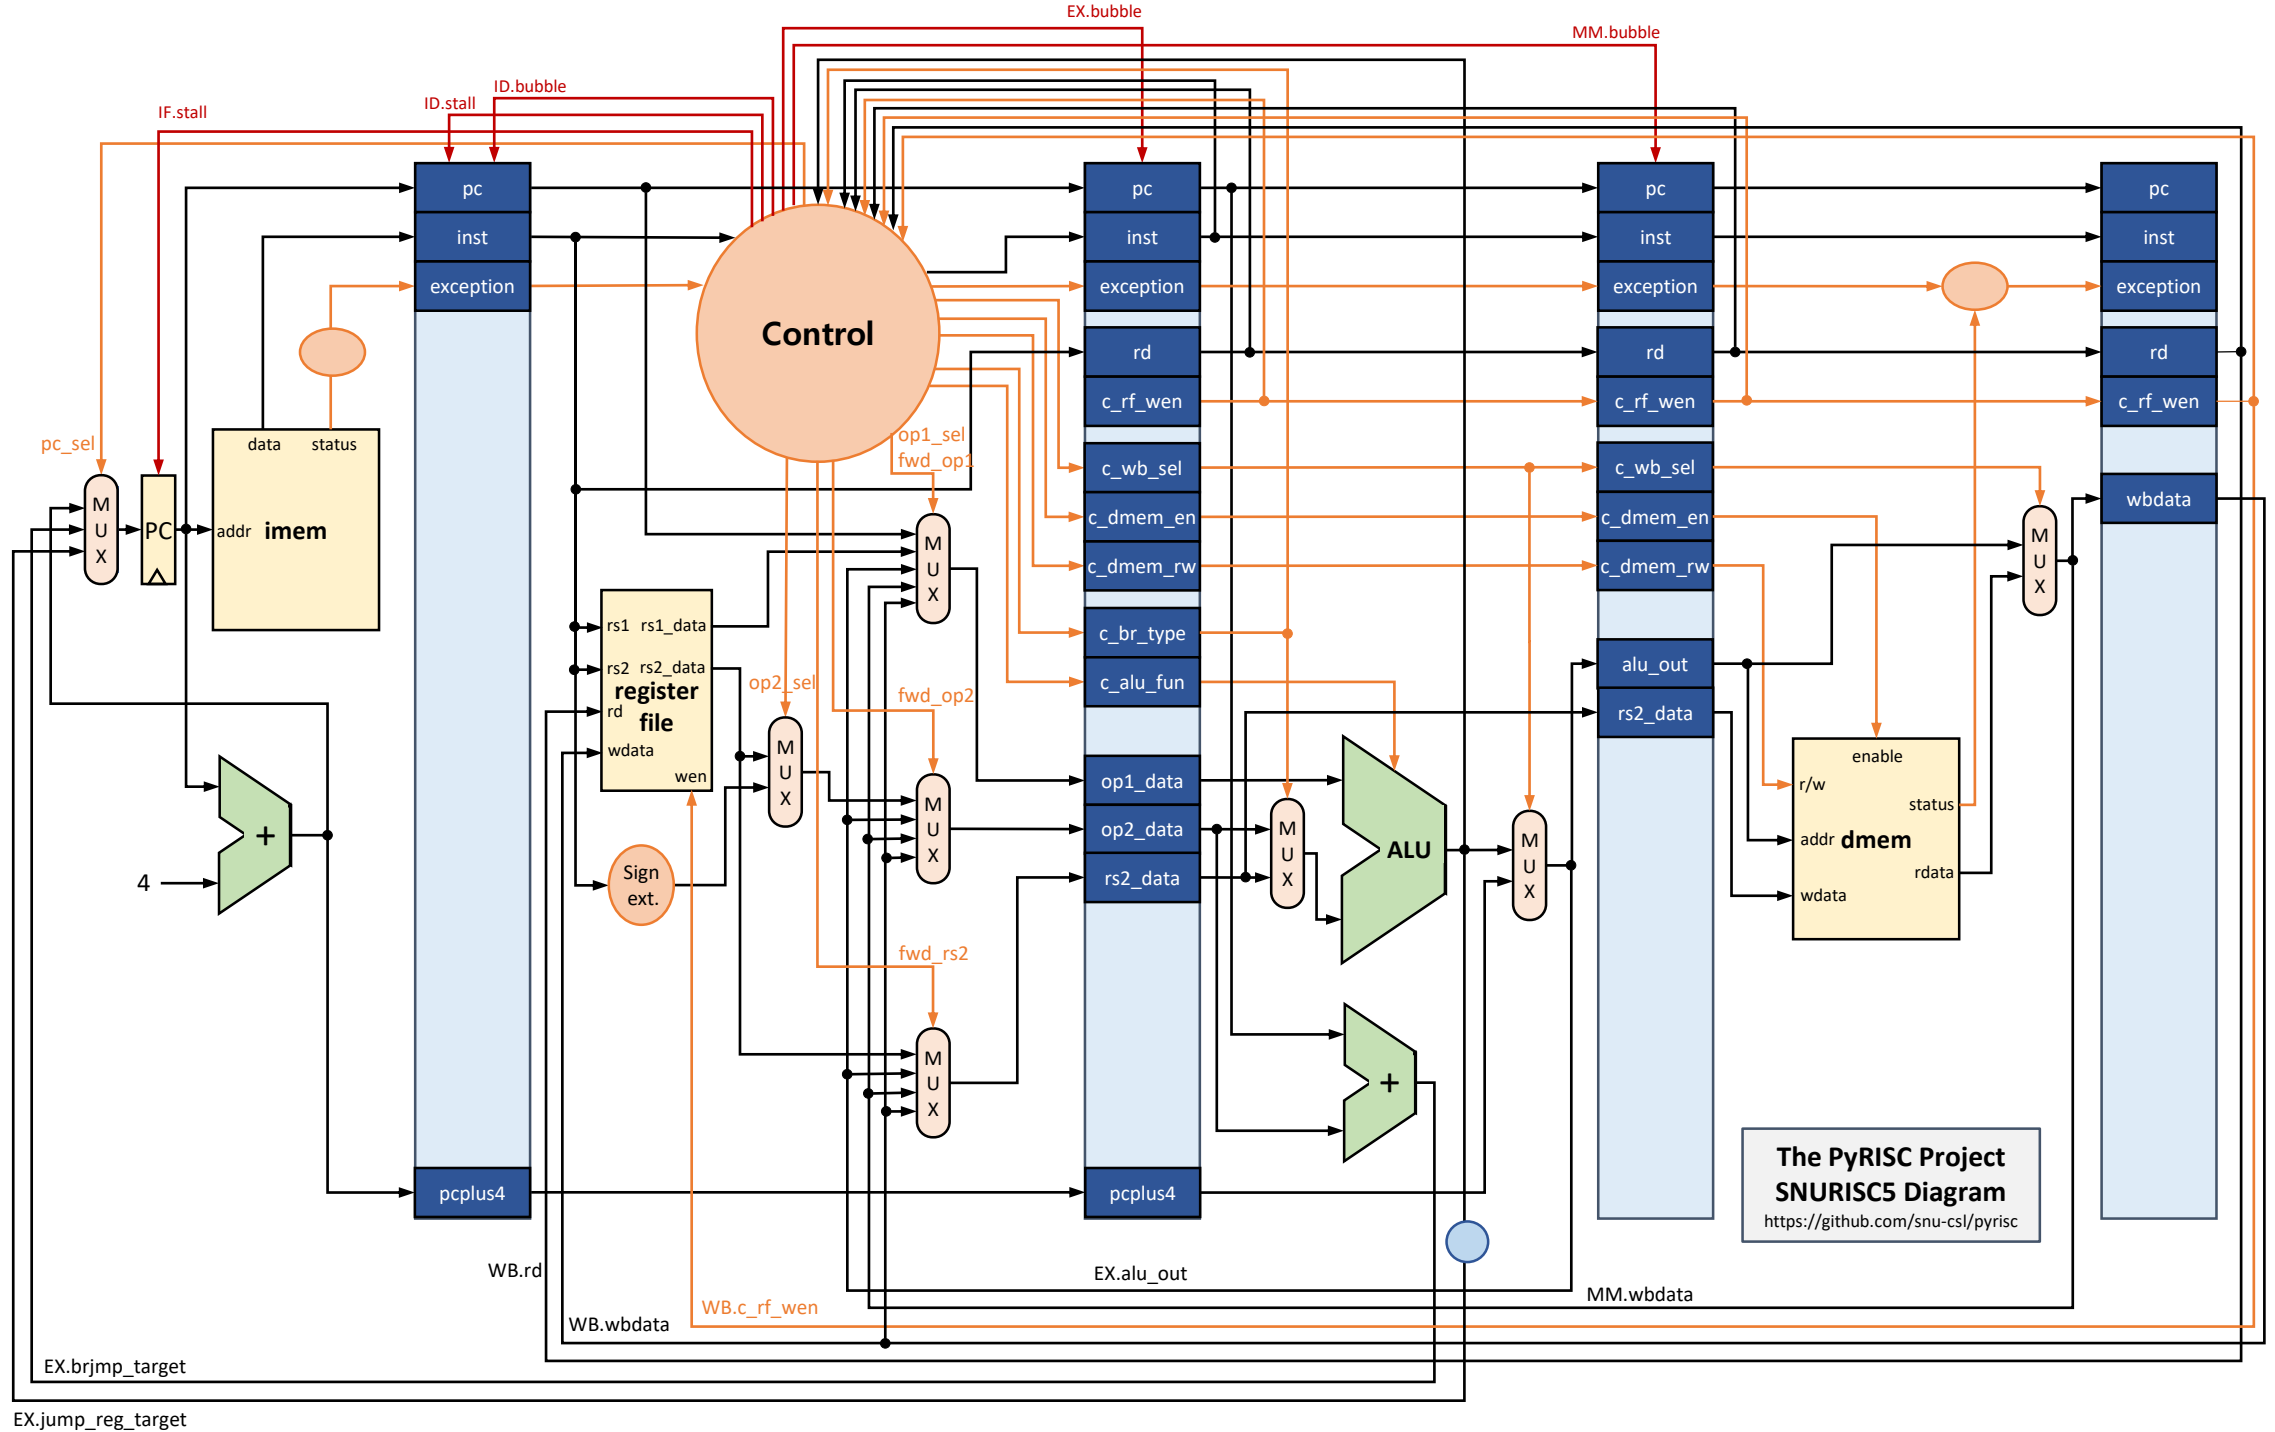 EX.bubble
MM.bubble
ID.bubble
ID.stall
IF.stall
pc
inst
exception
Control
pc
inst
exception
rd
c_rf_wen
c_wb_sel
c_dmem_en
c_dmem_rw
c_br_type
c_alu_fun
op1_data
op2_data
rs2_data
pcplus4
pc
inst
exception
rd
c_rf_wen
c_wb_sel
c_dmem_en
c_dmem_rw
alu_out
rs2_data
pc
inst
exception
rd
c_rf_wen
wbdata
pc_sel
M
U
X
PC
data
status
addr
imem
op1_sel
fwd_op1
M
U
X
rs1
rs1_data
rs2
rs2_data
register
file
rd
wdata
wen
op2_sel
M
U
X
fwd_op2
M
U
X
Sign
ext.
fwd_rs2
M
U
X
4
+
pcplus4
M
U
X
ALU
M
U
X
+
M
U
X
enable
r/w
status
addr
dmem
rdata
wdata
The PyRISC Project
SNURISC5 Diagram
https://github.com/snu-csl/pyrisc
WB.rd
EX.alu_out
MM.wbdata
WB.c_rf_wen
WB.wbdata
EX.brjmp_target
EX.jump_reg_target